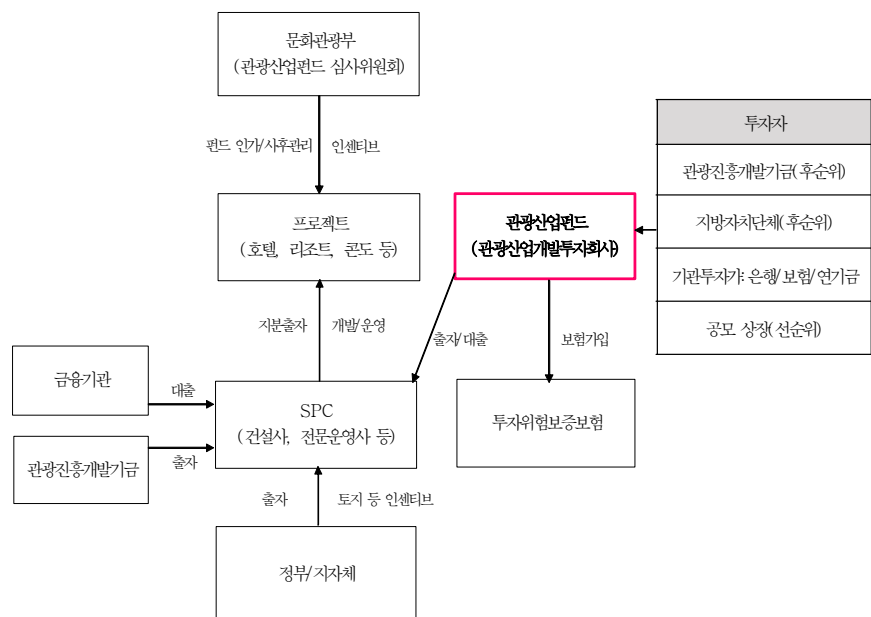 문화관광부
(관광산업펀드 심사위원회)
펀드 인가/사후관리
인센티브
투자자
관광진흥개발기금(후순위)
지방자치단체(후순위)
기관투자가: 은행/보험/연기금
공모 상장(선순위)
프로젝트
(호텔, 리조트, 콘도 등)
관광산업펀드
(관광산업개발투자회사)
지분출자
개발/운영
출자/대출
보험가입
금융기관
대출
관광진흥개발기금
출자
SPC
(건설사, 전문운영사 등)
투자위험보증보험
출자
토지 등 인센티브
정부/지자체